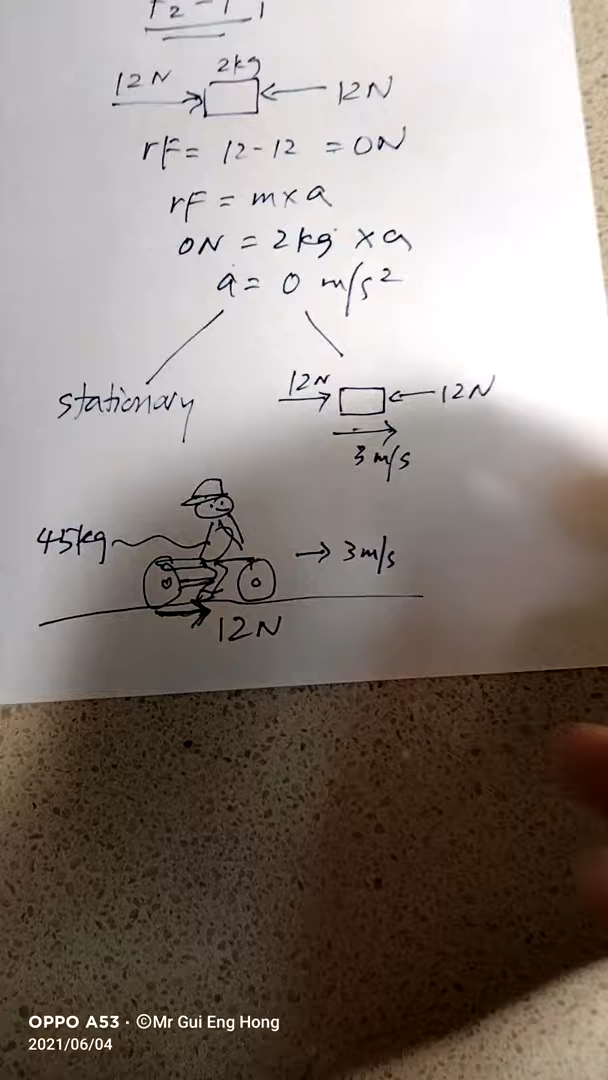 12N 2kg 12N
rF = 12-12 = 0N
rF = m×a
0N = 2kg × a
a = 0 m/s²
stationary
12N 12N
3 m/s
45kg → 3m/s
12N
OPPO A53 · ©Mr Gui Eng Hong
2021/06/04